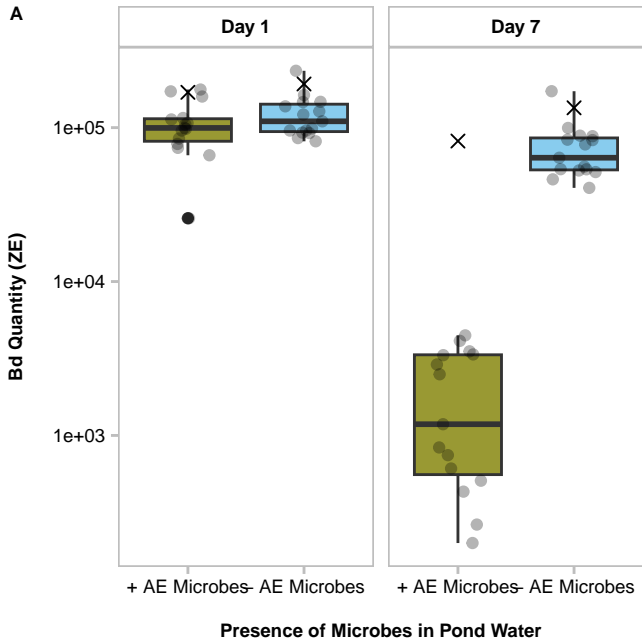 A
Day 1
Day 7
Bd Quantity (ZE)
1e+05
1e+04
1e+03
+ AE Microbes
− AE Microbes
+ AE Microbes
− AE Microbes
Presence of Microbes in Pond Water